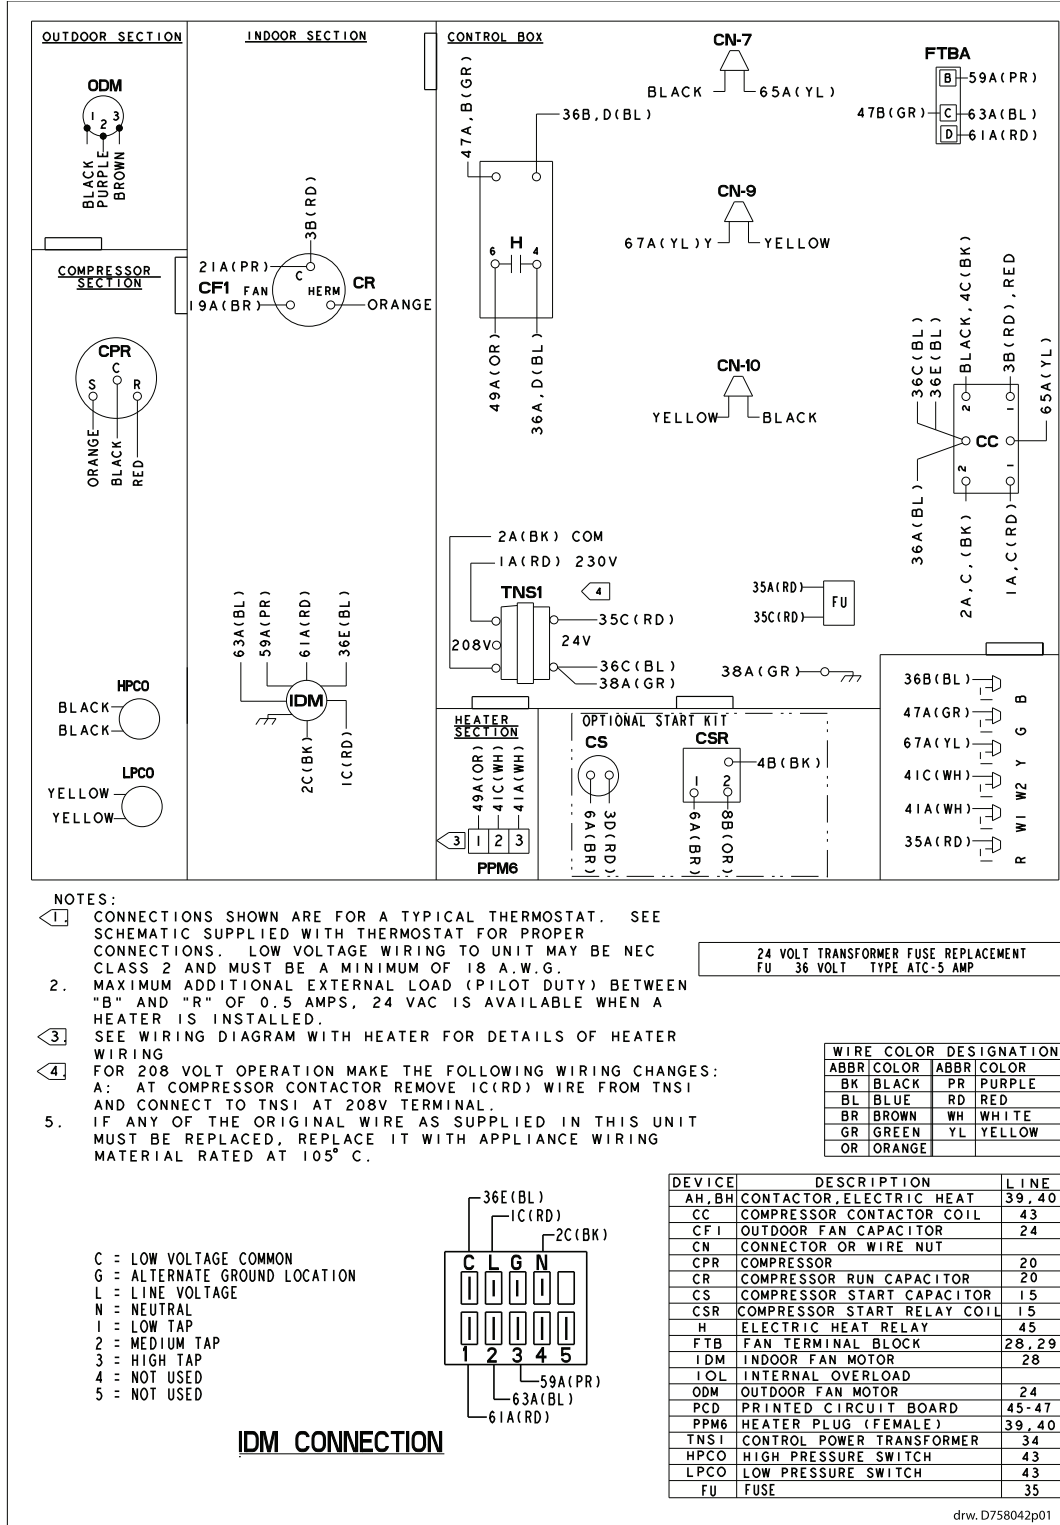 OUTDOOR SECTION
INDOOR SECTION
CONTROL BOX
ODM
1 2 3
BLACK
PURPLE
BROWN
COMPRESSOR
SECTION
CPR
C
S R
ORANGE
BLACK
RED
HPCO
BLACK
BLACK
LPCO
YELLOW
YELLOW
3B(RD)
21A(PR)
C
CF1 FAN HERM CR
19A(BR)
ORANGE
63A(BL)
59A(PR)
61A(RD)
36E(BL)
IDM
2C(BK)
1C(RD)
47A,B(GR)
36B,D(BL)
H
6 4
49A(OR)
36A,D(BL)
CN-7
BLACK 65A(YL)
CN-9
67A(YL)Y YELLOW
CN-10
YELLOW BLACK
FTBA
B 59A(PR)
47B(GR) C 63A(BL)
D 61A(RD)
36C(BL)
36E(BL)
BLACK,4C(BK)
3B(RD),RED
65A(YL)
2 1
CC
2 1
36A(BL)
2A,C,(BK)
1A,C(RD)
2A(BK) COM
1A(RD) 230V
TNS1
4
35C(RD)
208V
24V
36C(BL)
38A(GR)
35A(RD)
35C(RD)
FU
38A(GR)
HEATER
SECTION
49A(OR)
41C(WH)
41A(WH)
3 1 2 3
PPM6
OPTIONAL START KIT
CS
6A(BR)
3D(RD)
CSR
4B(BK)
1 2
6A(BR)
8B(OR)
36B(BL) B
47A(GR) G
67A(YL) Y
41C(WH) W2
41A(WH) W1
35A(RD) R
NOTES:
1. CONNECTIONS SHOWN ARE FOR A TYPICAL THERMOSTAT. SEE
SCHEMATIC SUPPLIED WITH THERMOSTAT FOR PROPER
CONNECTIONS. LOW VOLTAGE WIRING TO UNIT MAY BE NEC
CLASS 2 AND MUST BE A MINIMUM OF 18 A.W.G.
2. MAXIMUM ADDITIONAL EXTERNAL LOAD (PILOT DUTY) BETWEEN
"B" AND "R" OF 0.5 AMPS, 24 VAC IS AVAILABLE WHEN A
HEATER IS INSTALLED.
3. SEE WIRING DIAGRAM WITH HEATER FOR DETAILS OF HEATER
WIRING
4. FOR 208 VOLT OPERATION MAKE THE FOLLOWING WIRING CHANGES:
A: AT COMPRESSOR CONTACTOR REMOVE 1C(RD) WIRE FROM TNS1
AND CONNECT TO TNS1 AT 208V TERMINAL.
5. IF ANY OF THE ORIGINAL WIRE AS SUPPLIED IN THIS UNIT
MUST BE REPLACED, REPLACE IT WITH APPLIANCE WIRING
MATERIAL RATED AT 105° C.
24 VOLT TRANSFORMER FUSE REPLACEMENT
FU 36 VOLT TYPE ATC-5 AMP
WIRE COLOR DESIGNATION
ABBR COLOR ABBR COLOR
BK BLACK PR PURPLE
BL BLUE RD RED
BR BROWN WH WHITE
GR GREEN YL YELLOW
OR ORANGE
DEVICE DESCRIPTION LINE
AH,BH CONTACTOR,ELECTRIC HEAT 39,40
CC COMPRESSOR CONTACTOR COIL 43
CF1 OUTDOOR FAN CAPACITOR 24
CN CONNECTOR OR WIRE NUT
CPR COMPRESSOR 20
CR COMPRESSOR RUN CAPACITOR 20
CS COMPRESSOR START CAPACITOR 15
CSR COMPRESSOR START RELAY COIL 15
H ELECTRIC HEAT RELAY 45
FTB FAN TERMINAL BLOCK 28,29
IDM INDOOR FAN MOTOR 28
IOL INTERNAL OVERLOAD
ODM OUTDOOR FAN MOTOR 24
PCD PRINTED CIRCUIT BOARD 45-47
PPM6 HEATER PLUG (FEMALE) 39,40
TNS1 CONTROL POWER TRANSFORMER 34
HPCO HIGH PRESSURE SWITCH 43
LPCO LOW PRESSURE SWITCH 43
FU FUSE 35
C = LOW VOLTAGE COMMON
G = ALTERNATE GROUND LOCATION
L = LINE VOLTAGE
N = NEUTRAL
1 = LOW TAP
2 = MEDIUM TAP
3 = HIGH TAP
4 = NOT USED
5 = NOT USED
36E(BL)
1C(RD)
2C(BK)
C L G N
1 2 3 4 5
59A(PR)
63A(BL)
61A(RD)
IDM CONNECTION
drw. D758042p01